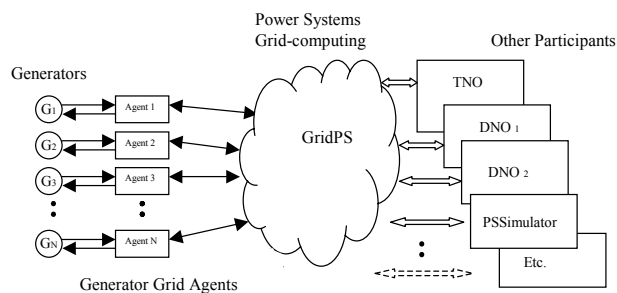 Power Systems
Grid-computing
Other Participants
Generators
TNO
G1
Agent 1
DNO 1
G2
Agent 2
GridPS
DNO 2
G3
Agent 3
PSSimulator
GN
Agent N
Etc.
Generator Grid Agents